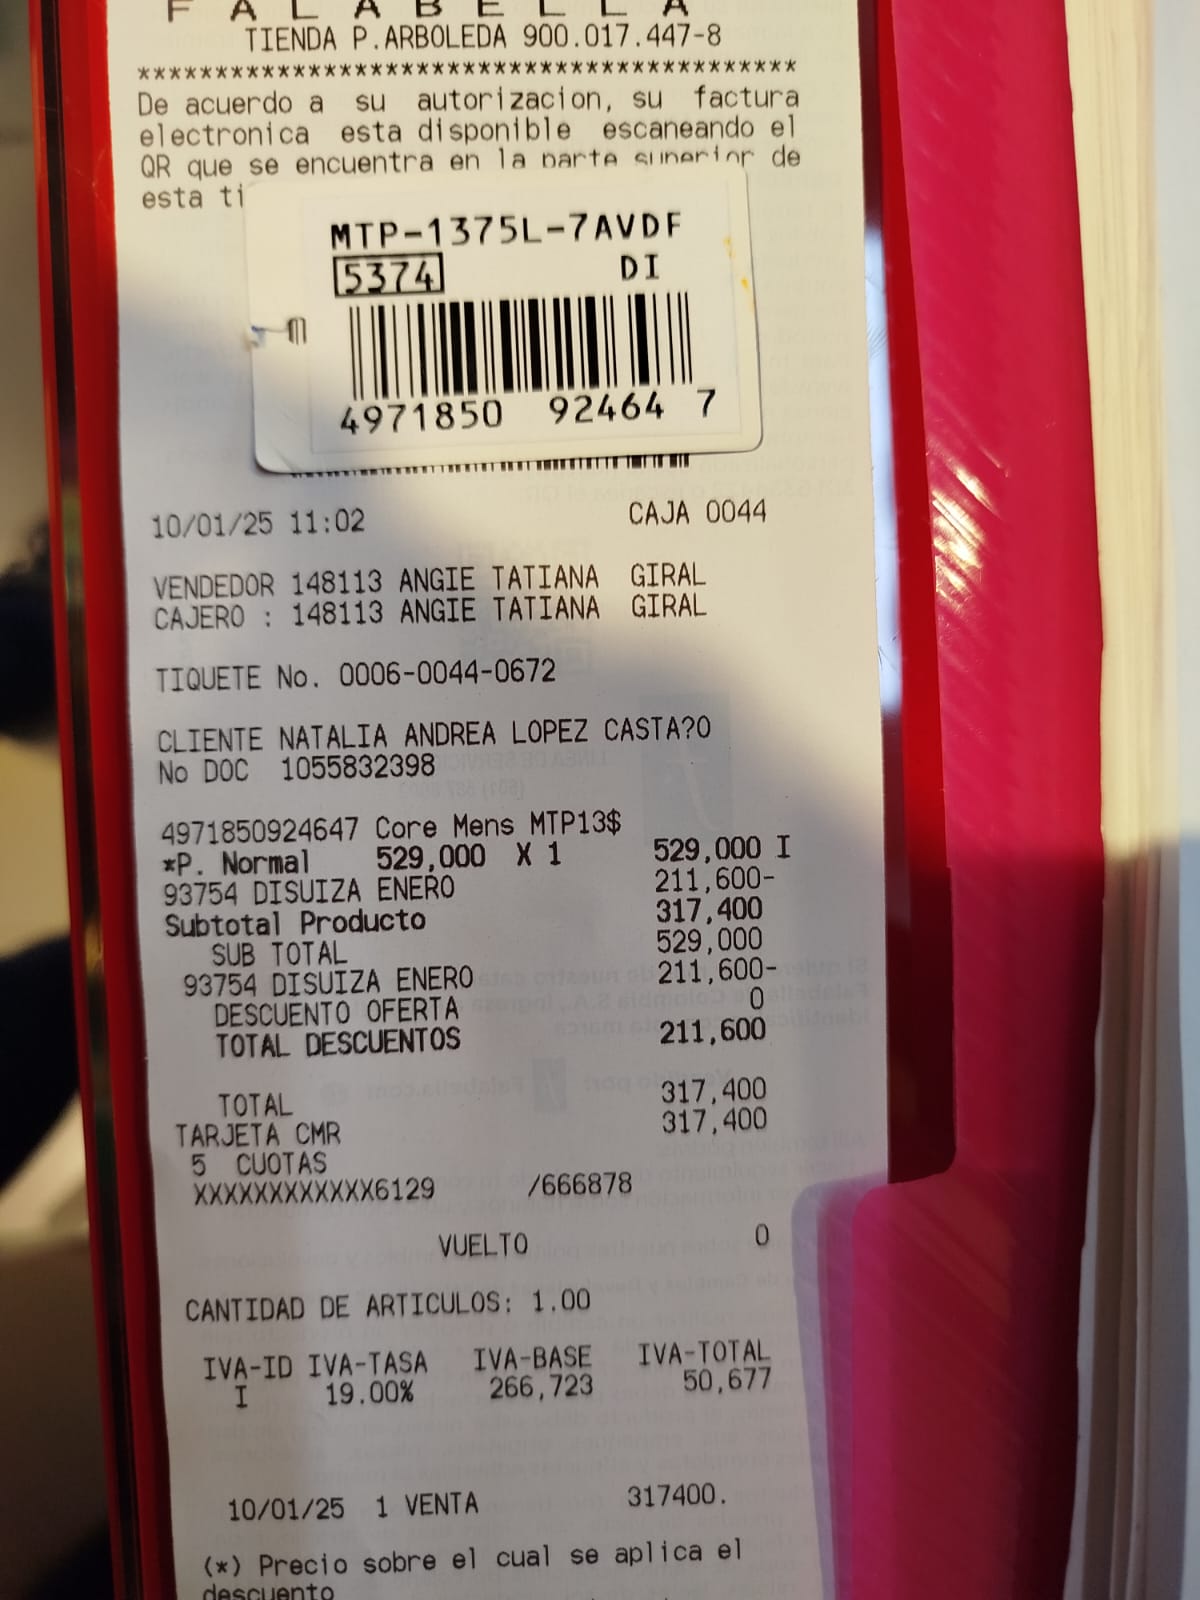 FALABELLA
TIENDA P.ARBOLEDA 900.017.447-8
*******************************************
De acuerdo a su autorizacion, su factura
electronica esta disponible escaneando el
QR que se encuentra en la parte superior de
esta ti
MTP-1375L-7AVDF
5374 DI
4971850 92464 7
10/01/25 11:02 CAJA 0044
VENDEDOR 148113 ANGIE TATIANA GIRAL
CAJERO : 148113 ANGIE TATIANA GIRAL
TIQUETE No. 0006-0044-0672
CLIENTE NATALIA ANDREA LOPEZ CASTA?O
No DOC 1055832398
4971850924647 Core Mens MTP13$
*P. Normal 529,000 X 1 529,000 I
93754 DISUIZA ENERO 211,600-
Subtotal Producto 317,400
SUB TOTAL 529,000
93754 DISUIZA ENERO 211,600-
DESCUENTO OFERTA 0
TOTAL DESCUENTOS 211,600
TOTAL 317,400
TARJETA CMR 317,400
5 CUOTAS
XXXXXXXXXXXX6129 /666878
VUELTO 0
CANTIDAD DE ARTICULOS: 1.00
IVA-ID IVA-TASA IVA-BASE IVA-TOTAL
I 19.00% 266,723 50,677
10/01/25 1 VENTA 317400.
(*) Precio sobre el cual se aplica el
descuento